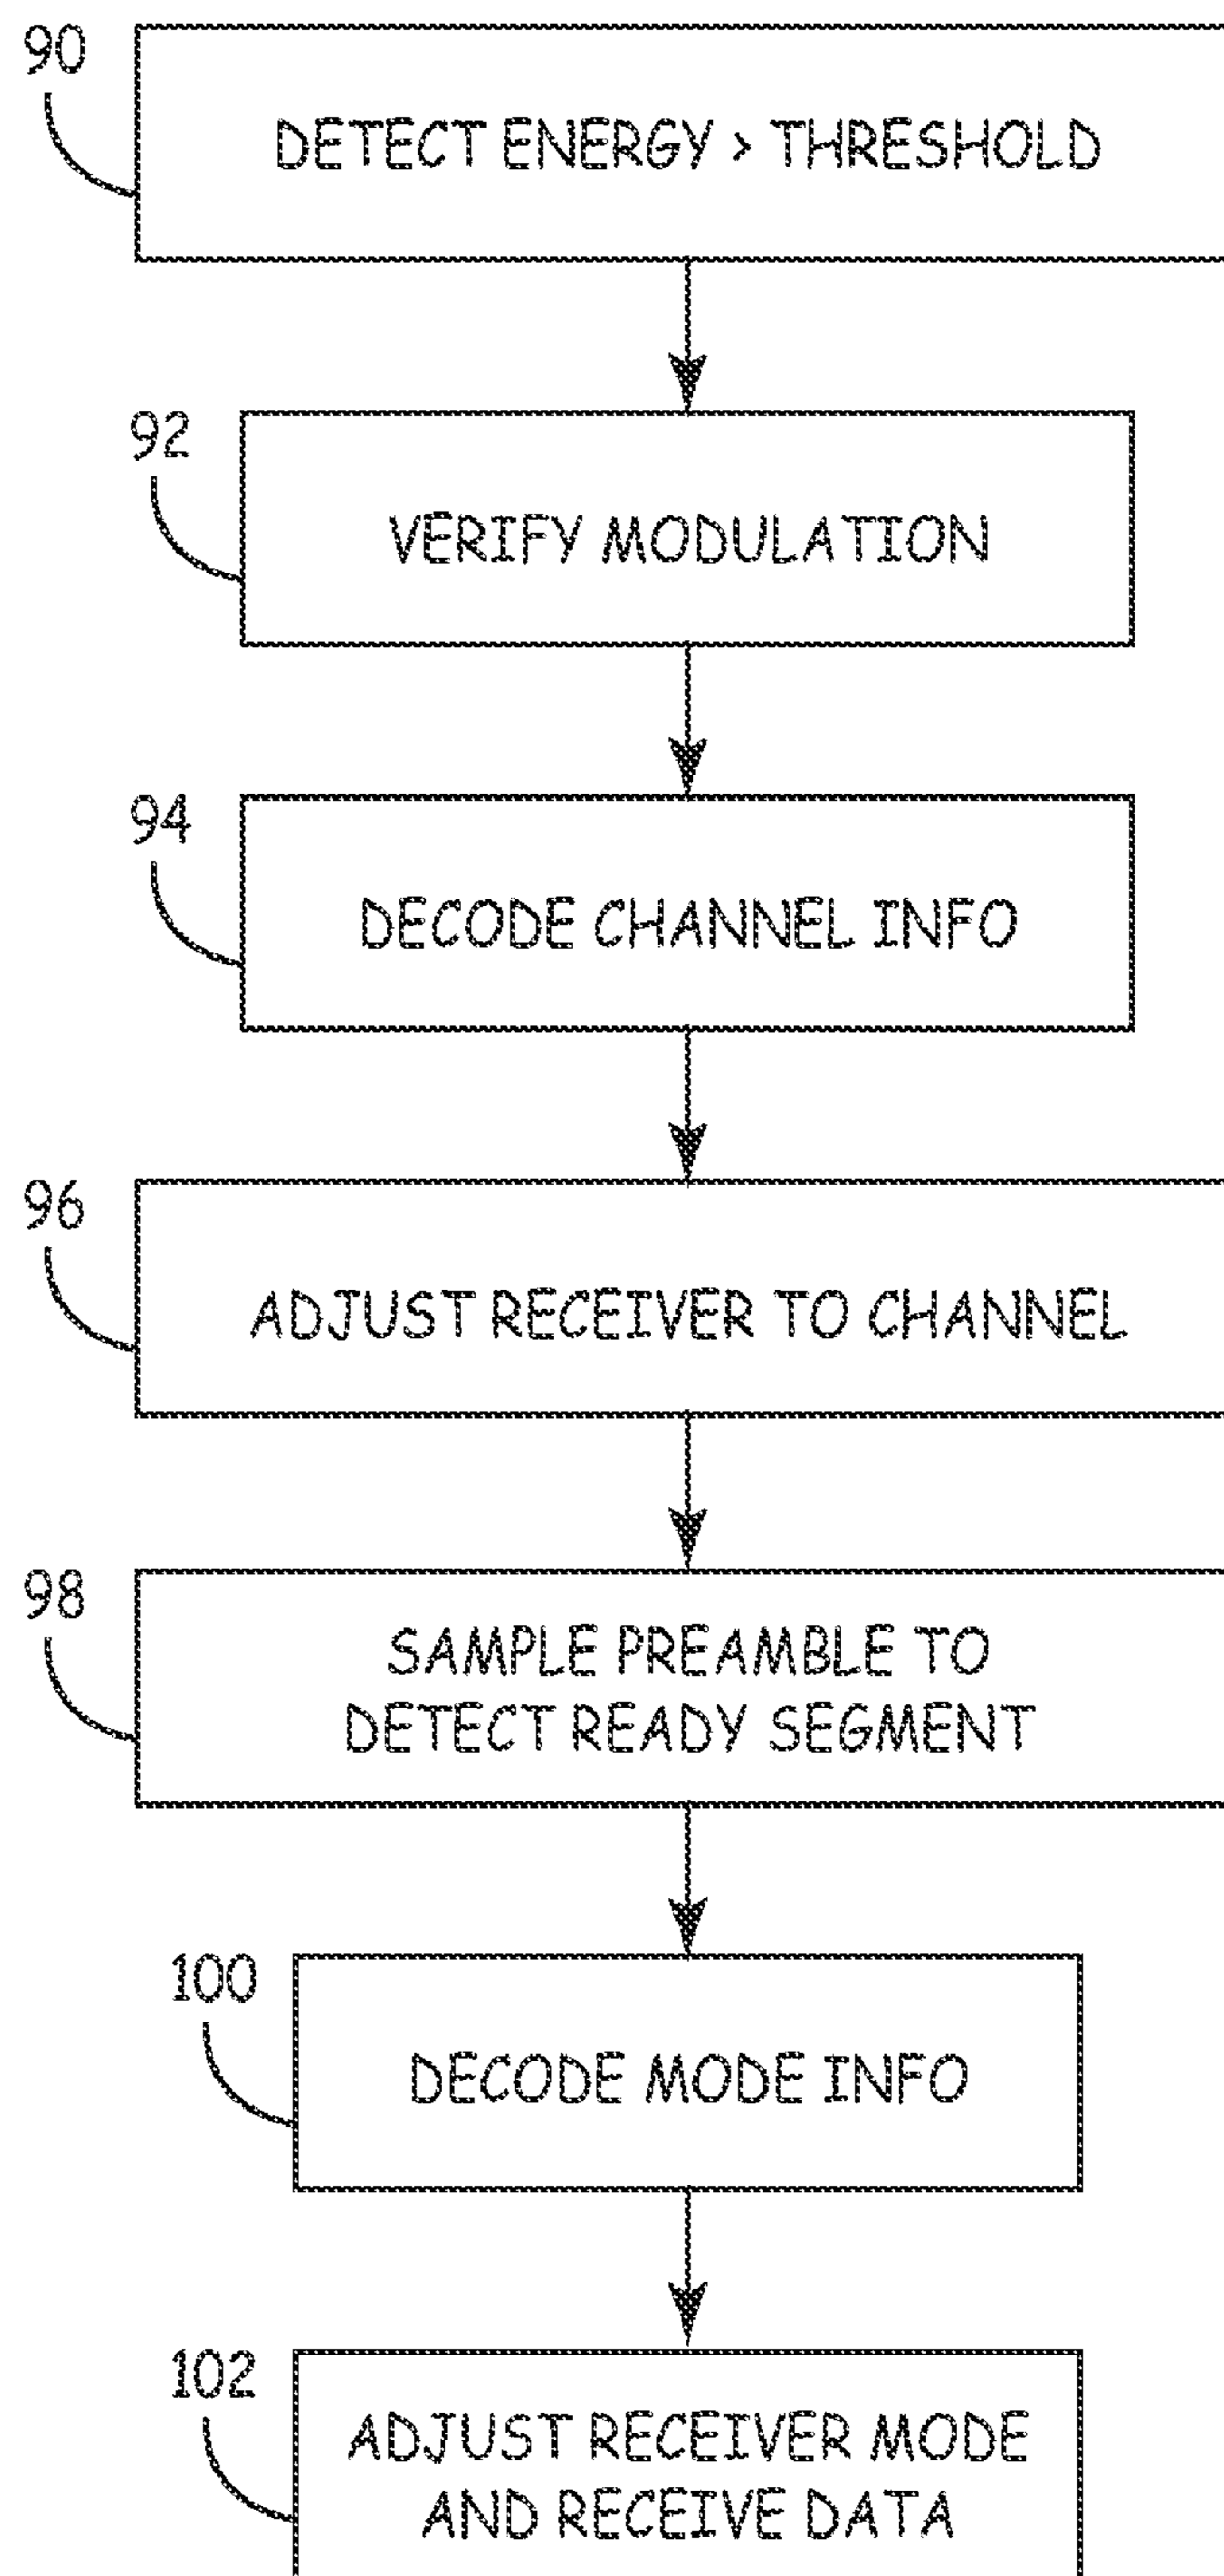 90
DETECT ENERGY > THRESHOLD
92
VERIFY MODULATION
94
DECODE CHANNEL INFO
96
ADJUST RECEIVER TO CHANNEL
98
SAMPLE PREAMBLE TO
DETECT READY SEGMENT
100
DECODE MODE INFO
102
ADJUST RECEIVER MODE
AND RECEIVE DATA